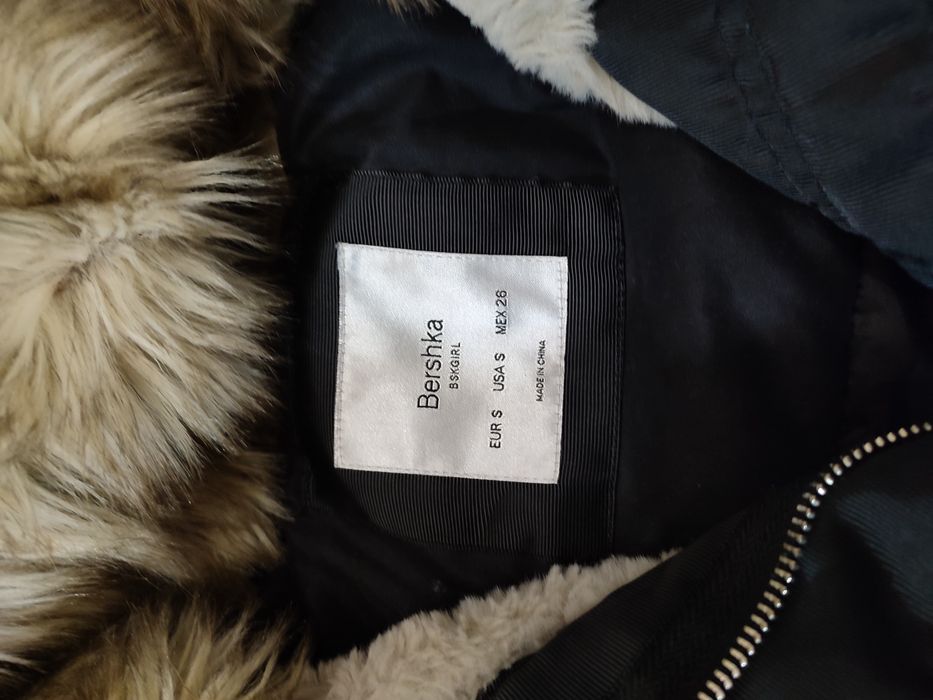 Bershka
BSKGIRL
EUR S USA S MEX 26
MADE IN CHINA